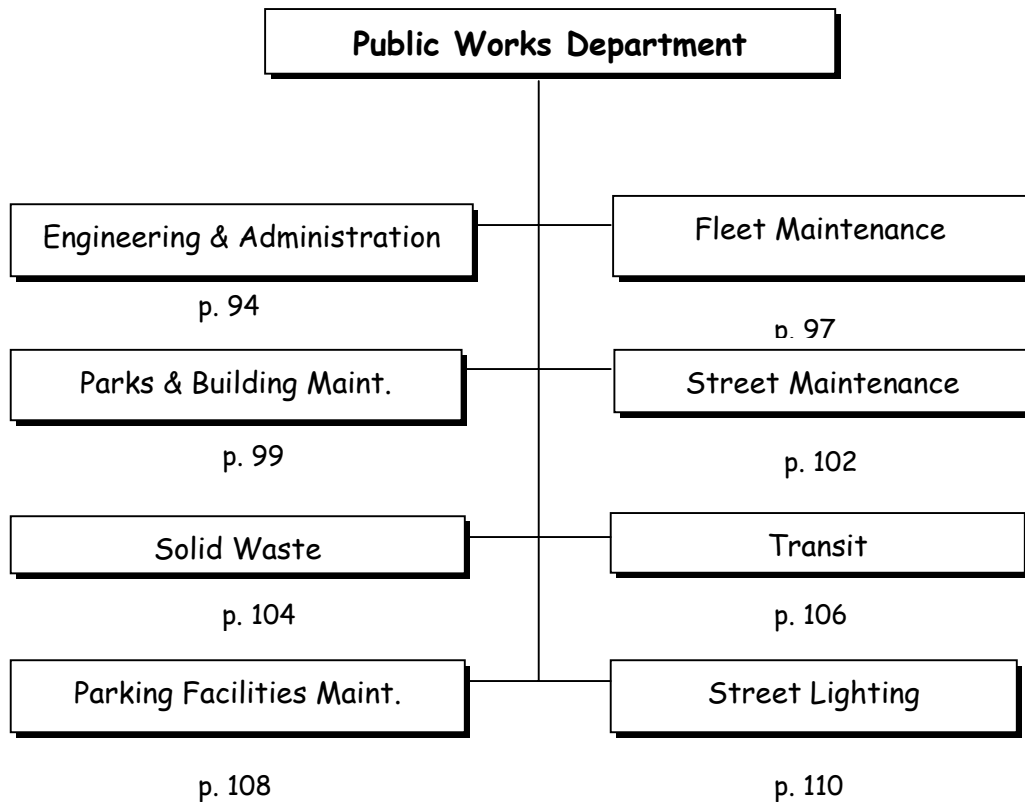 Public Works Department
Engineering & Administration
Fleet Maintenance
p. 94
p. 97
Parks & Building Maint.
Street Maintenance
p. 99
p. 102
Solid Waste
Transit
p. 104
p. 106
Parking Facilities Maint.
Street Lighting
p. 108
p. 110